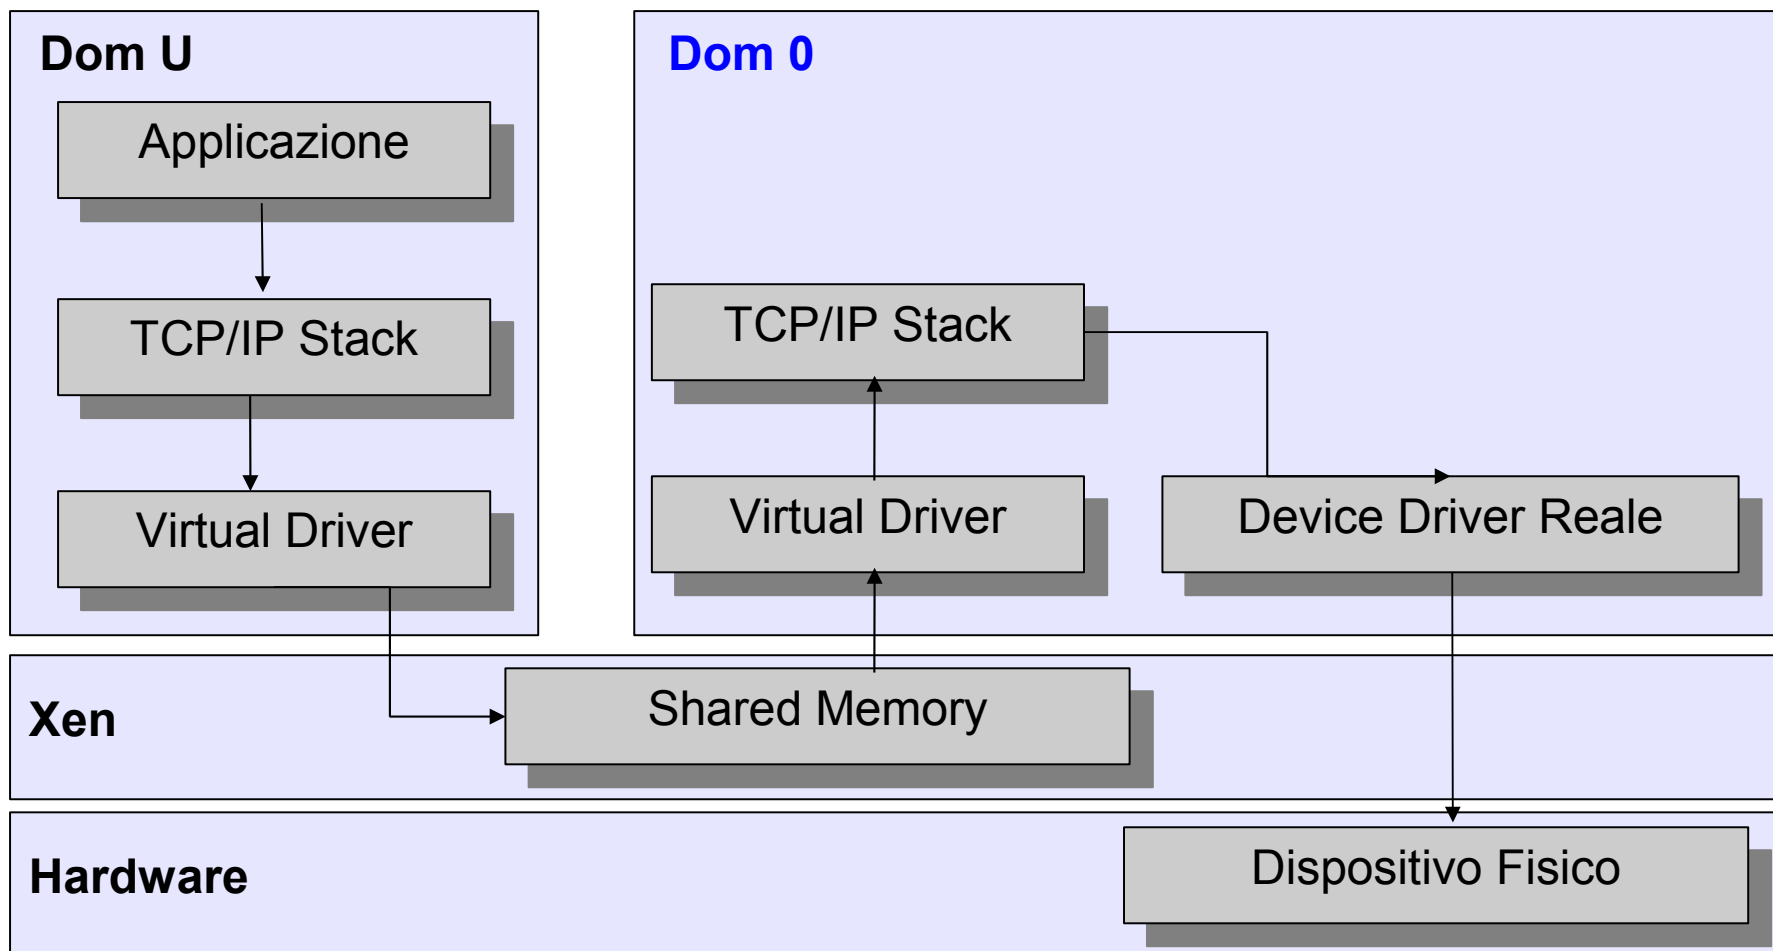 Dom U
Applicazione
TCP/IP Stack
Virtual Driver
Dom 0
TCP/IP Stack
Virtual Driver
Device Driver Reale
Xen
Shared Memory
Hardware
Dispositivo Fisico